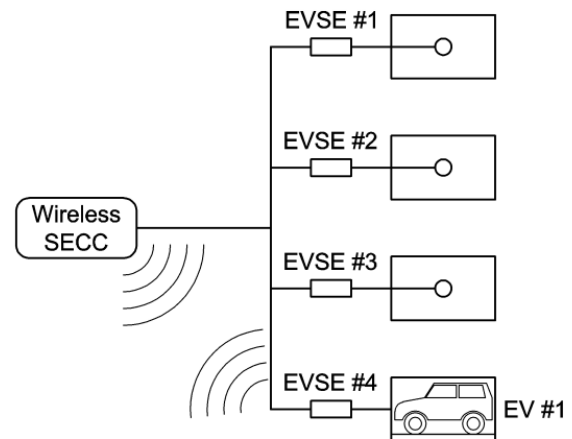 EVSE #1
EVSE #2
Wireless
SECC
EVSE #3
EVSE #4
EV #1